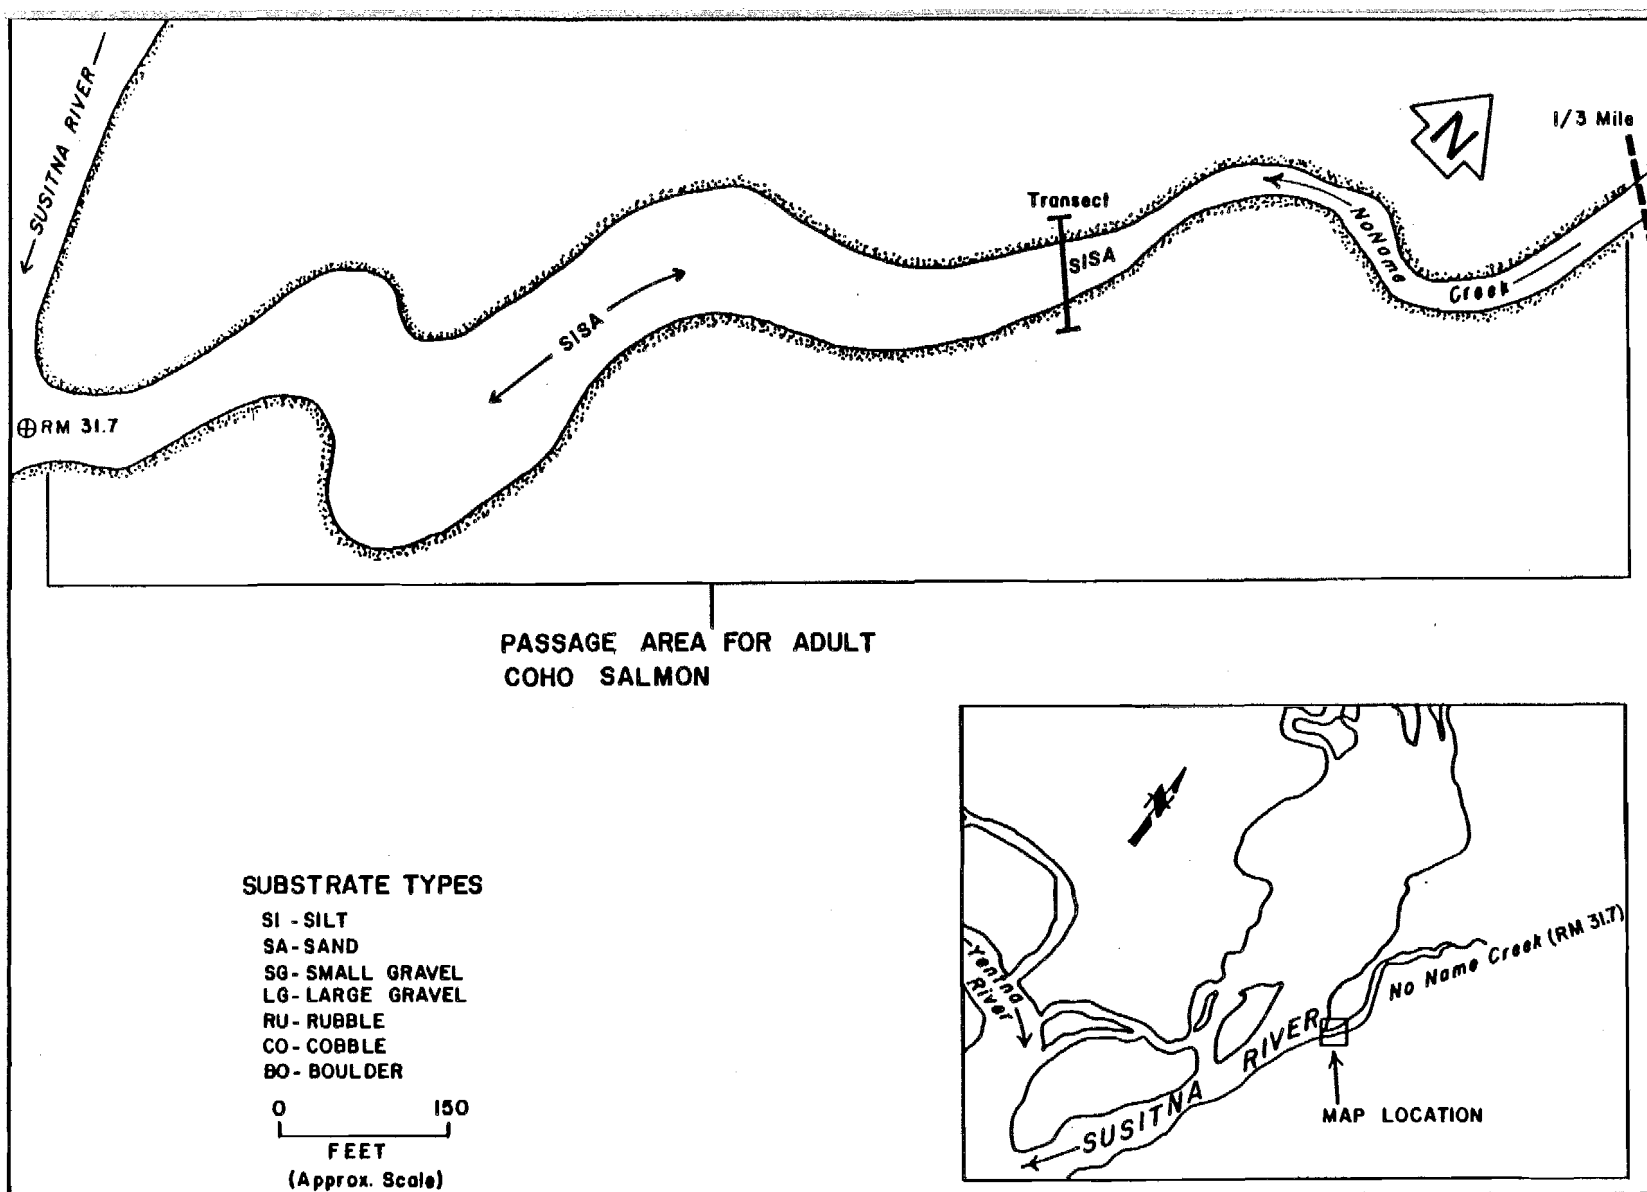 SUSITNA RIVER
1/3 Mile
N
Transect
SISA
NoName
Creek
SISA
RM 31.7
PASSAGE AREA FOR ADULT
COHO SALMON
SUBSTRATE TYPES
SI - SILT
SA - SAND
SG - SMALL GRAVEL
LG - LARGE GRAVEL
RU - RUBBLE
CO - COBBLE
BO - BOULDER
0 150
FEET
(Approx. Scale)
N
Yentna
River
No Name Creek (RM 31.7)
SUSITNA RIVER
MAP LOCATION